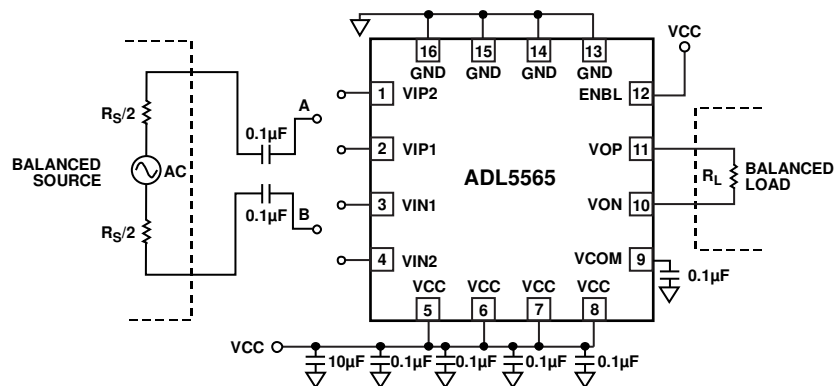 16 15 14 13
GND GND GND GND
VCC
1 VIP2
ENBL 12
RS/2
A
0.1µF
2 VIP1
VOP 11
BALANCED
SOURCE
AC
ADL5565
RL
BALANCED
LOAD
0.1µF
B
3 VIN1
VON 10
RS/2
4 VIN2
VCOM 9
0.1µF
VCC VCC VCC VCC
5 6 7 8
VCC
10µF 0.1µF 0.1µF 0.1µF 0.1µF